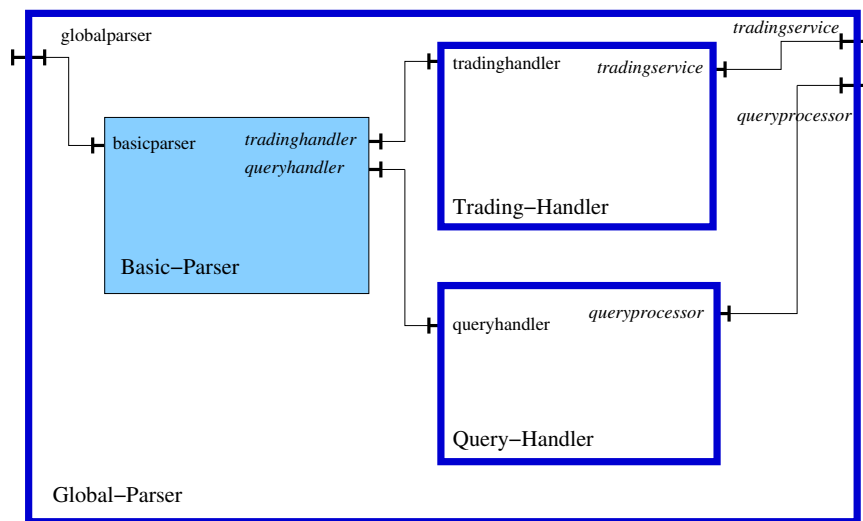 globalparser
tradingservice
tradinghandler
tradingservice
queryprocessor
basicparser
tradinghandler
queryhandler
Trading−Handler
Basic−Parser
queryhandler
queryprocessor
Query−Handler
Global−Parser